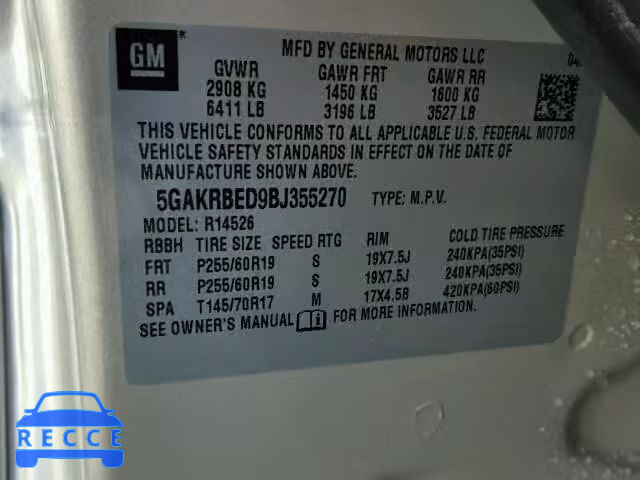 GM
MFD BY GENERAL MOTORS LLC
GVWR GAWR FRT GAWR RR
2908 KG 1450 KG 1600 KG
6411 LB 3196 LB 3527 LB
THIS VEHICLE CONFORMS TO ALL APPLICABLE U.S. FEDERAL MOTOR
VEHICLE SAFETY STANDARDS IN EFFECT ON THE DATE OF
MANUFACTURE SHOWN ABOVE.
5GAKRBED9BJ355270 TYPE: M.P.V.
MODEL: R14526
RBBH TIRE SIZE SPEED RTG RIM COLD TIRE PRESSURE
FRT P255/60R19 S 19X7.5J 240KPA(35PSI)
RR P255/60R19 S 19X7.5J 240KPA(35PSI)
SPA T145/70R17 M 17X4.5B 420KPA(60PSI)
SEE OWNER'S MANUAL FOR MORE INFORMATION.
RECCE